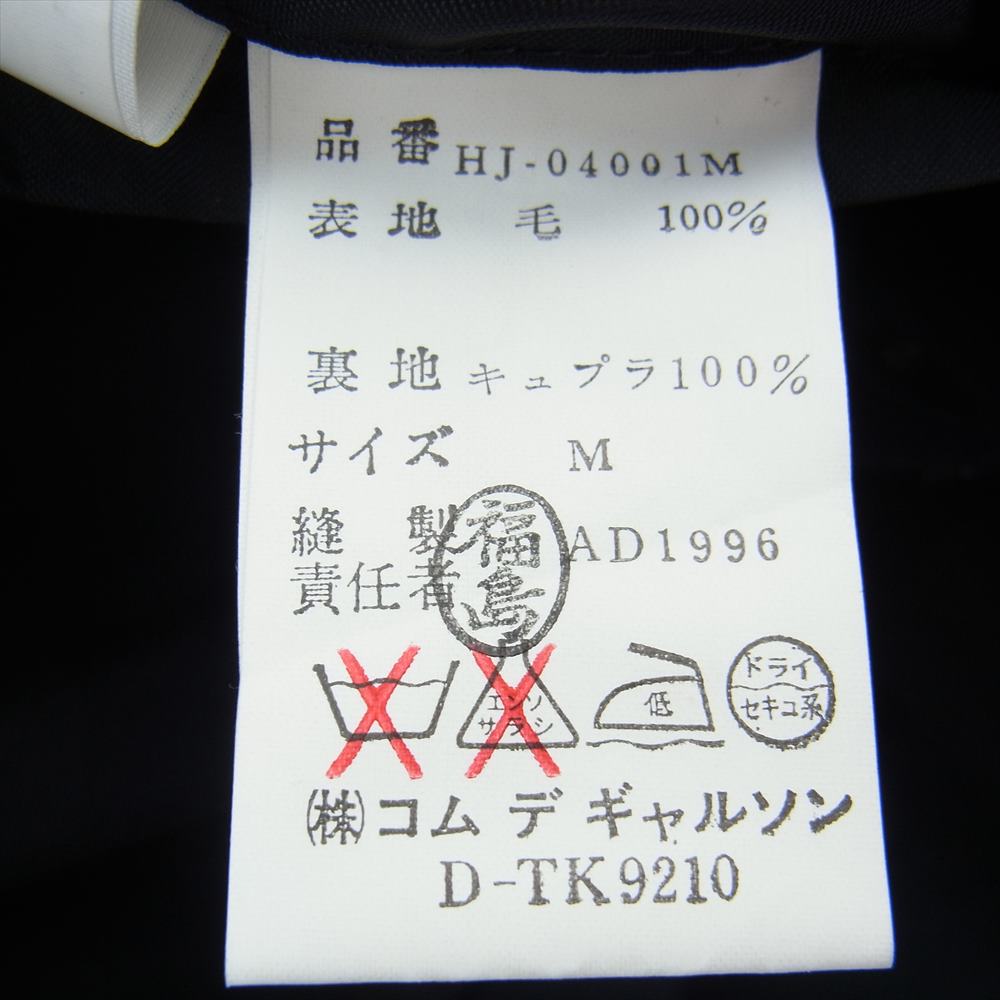 品番 HJ-04001M
表地 毛 100%
裏地 キュプラ100%
サイズ M
縫製 福島 AD1996
責任者
エンソ サラシ
低
ドライ
セキユ系
㈱コム デ ギャルソン
D-TK9210